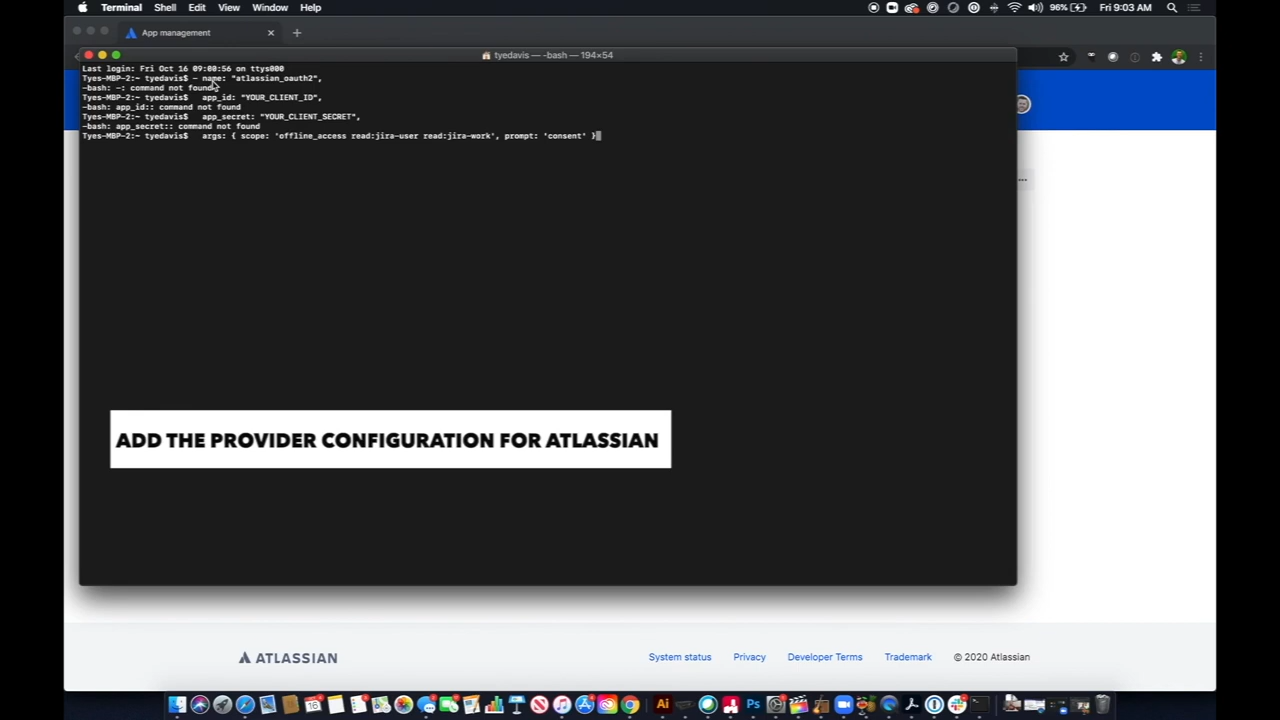 Terminal Shell Edit View Window Help 96% Fri 9:03 AM
App management
tyedavis — -bash — 194×54
Last login: Fri Oct 16 09:00:56 on ttys000
Tyes-MBP-2:~ tyedavis$ - name: "atlassian_oauth2",
-bash: -: command not found
Tyes-MBP-2:~ tyedavis$   app_id: "YOUR_CLIENT_ID",
-bash: app_id:: command not found
Tyes-MBP-2:~ tyedavis$   app_secret: "YOUR_CLIENT_SECRET",
-bash: app_secret:: command not found
Tyes-MBP-2:~ tyedavis$   args: { scope: 'offline_access read:jira-user read:jira-work', prompt: 'consent' }
ADD THE PROVIDER CONFIGURATION FOR ATLASSIAN
ATLASSIAN System status Privacy Developer Terms Trademark © 2020 Atlassian
Ai Ps